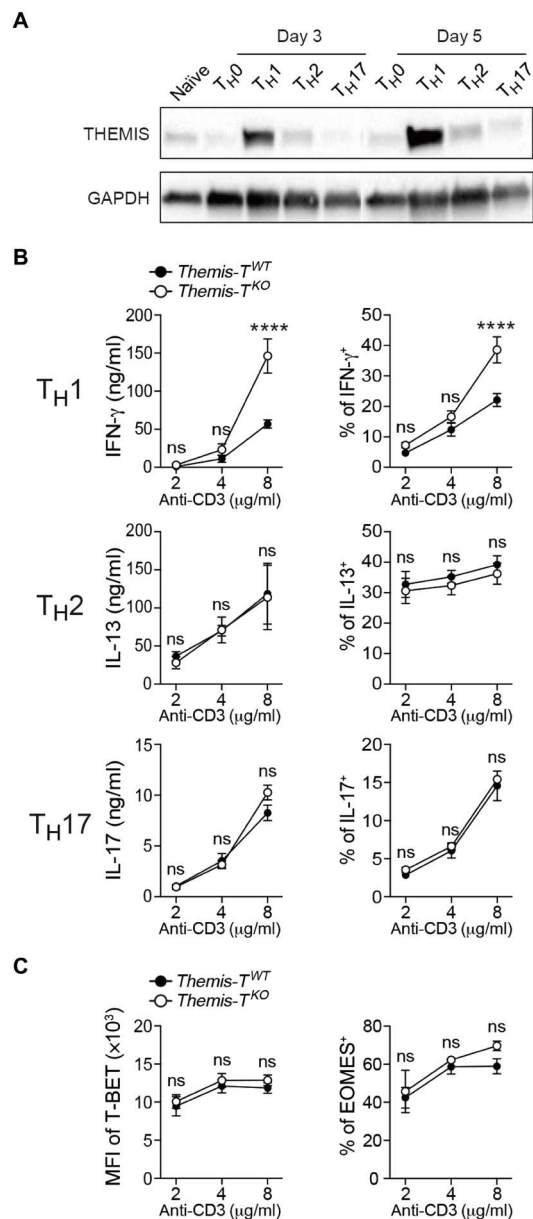 A
Day 3 Day 5
Naïve TH0 TH1 TH2 TH17 TH0 TH1 TH2 TH17
THEMIS
GAPDH
B
Themis-T^WT
Themis-T^KO
TH1
IFN-γ (ng/ml)
200
150
100
50
0
ns ns ****
2 4 8
Anti-CD3 (μg/ml)
% of IFN-γ+
50
40
30
20
10
0
ns ns ****
2 4 8
Anti-CD3 (μg/ml)
TH2
IL-13 (ng/ml)
200
150
100
50
0
ns ns ns
2 4 8
Anti-CD3 (μg/ml)
% of IL-13+
50
40
30
20
10
0
ns ns ns
2 4 8
Anti-CD3 (μg/ml)
TH17
IL-17 (ng/ml)
15
10
5
0
ns ns ns
2 4 8
Anti-CD3 (μg/ml)
% of IL-17+
20
15
10
5
0
ns ns ns
2 4 8
Anti-CD3 (μg/ml)
C
Themis-T^WT
Themis-T^KO
MFI of T-BET (×10³)
20
15
10
5
0
ns ns ns
2 4 8
Anti-CD3 (μg/ml)
% of EOMES+
80
60
40
20
0
ns ns ns
2 4 8
Anti-CD3 (μg/ml)